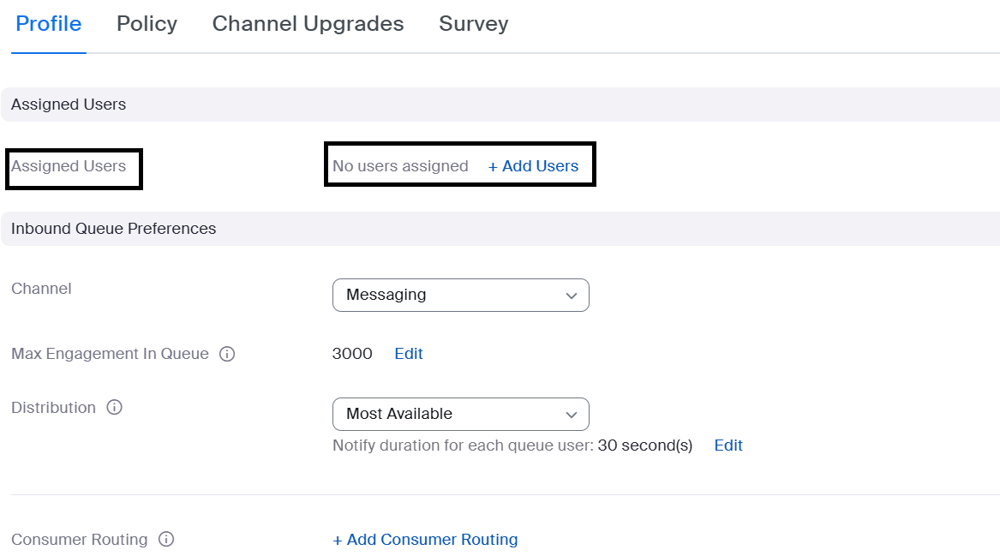 Profile Policy Channel Upgrades Survey
Assigned Users
Assigned Users No users assigned + Add Users
Inbound Queue Preferences
Channel Messaging
Max Engagement In Queue 3000 Edit
Distribution Most Available
Notify duration for each queue user: 30 second(s) Edit
Consumer Routing + Add Consumer Routing